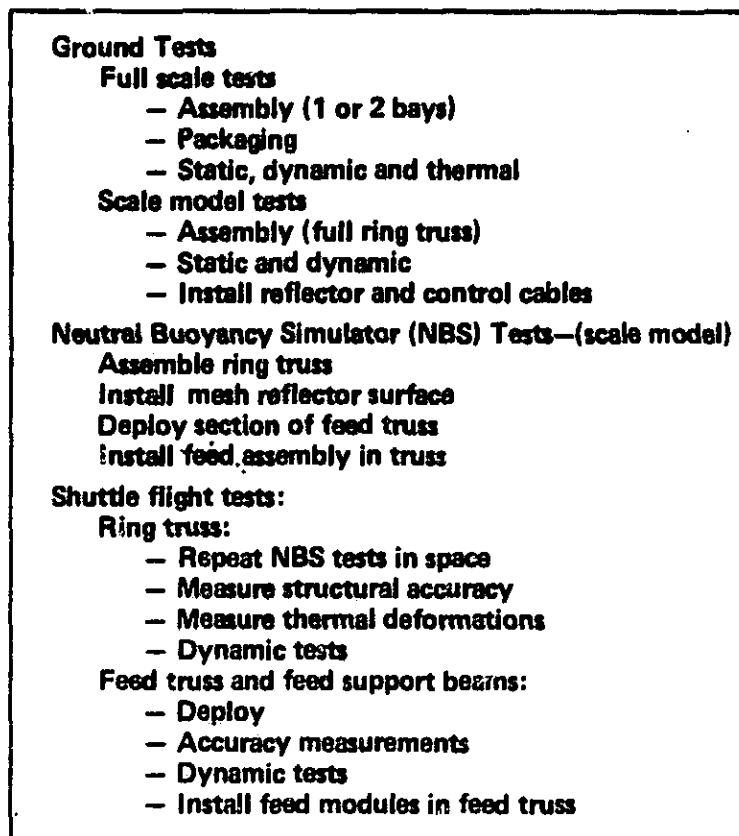 Ground Tests
Full scale tests
— Assembly (1 or 2 bays)
— Packaging
— Static, dynamic and thermal
Scale model tests
— Assembly (full ring truss)
— Static and dynamic
— Install reflector and control cables
Neutral Buoyancy Simulator (NBS) Tests—(scale model)
Assemble ring truss
Install mesh reflector surface
Deploy section of feed truss
Install feed assembly in truss
Shuttle flight tests:
Ring truss:
— Repeat NBS tests in space
— Measure structural accuracy
— Measure thermal deformations
— Dynamic tests
Feed truss and feed support beams:
— Deploy
— Accuracy measurements
— Dynamic tests
— Install feed modules in feed truss